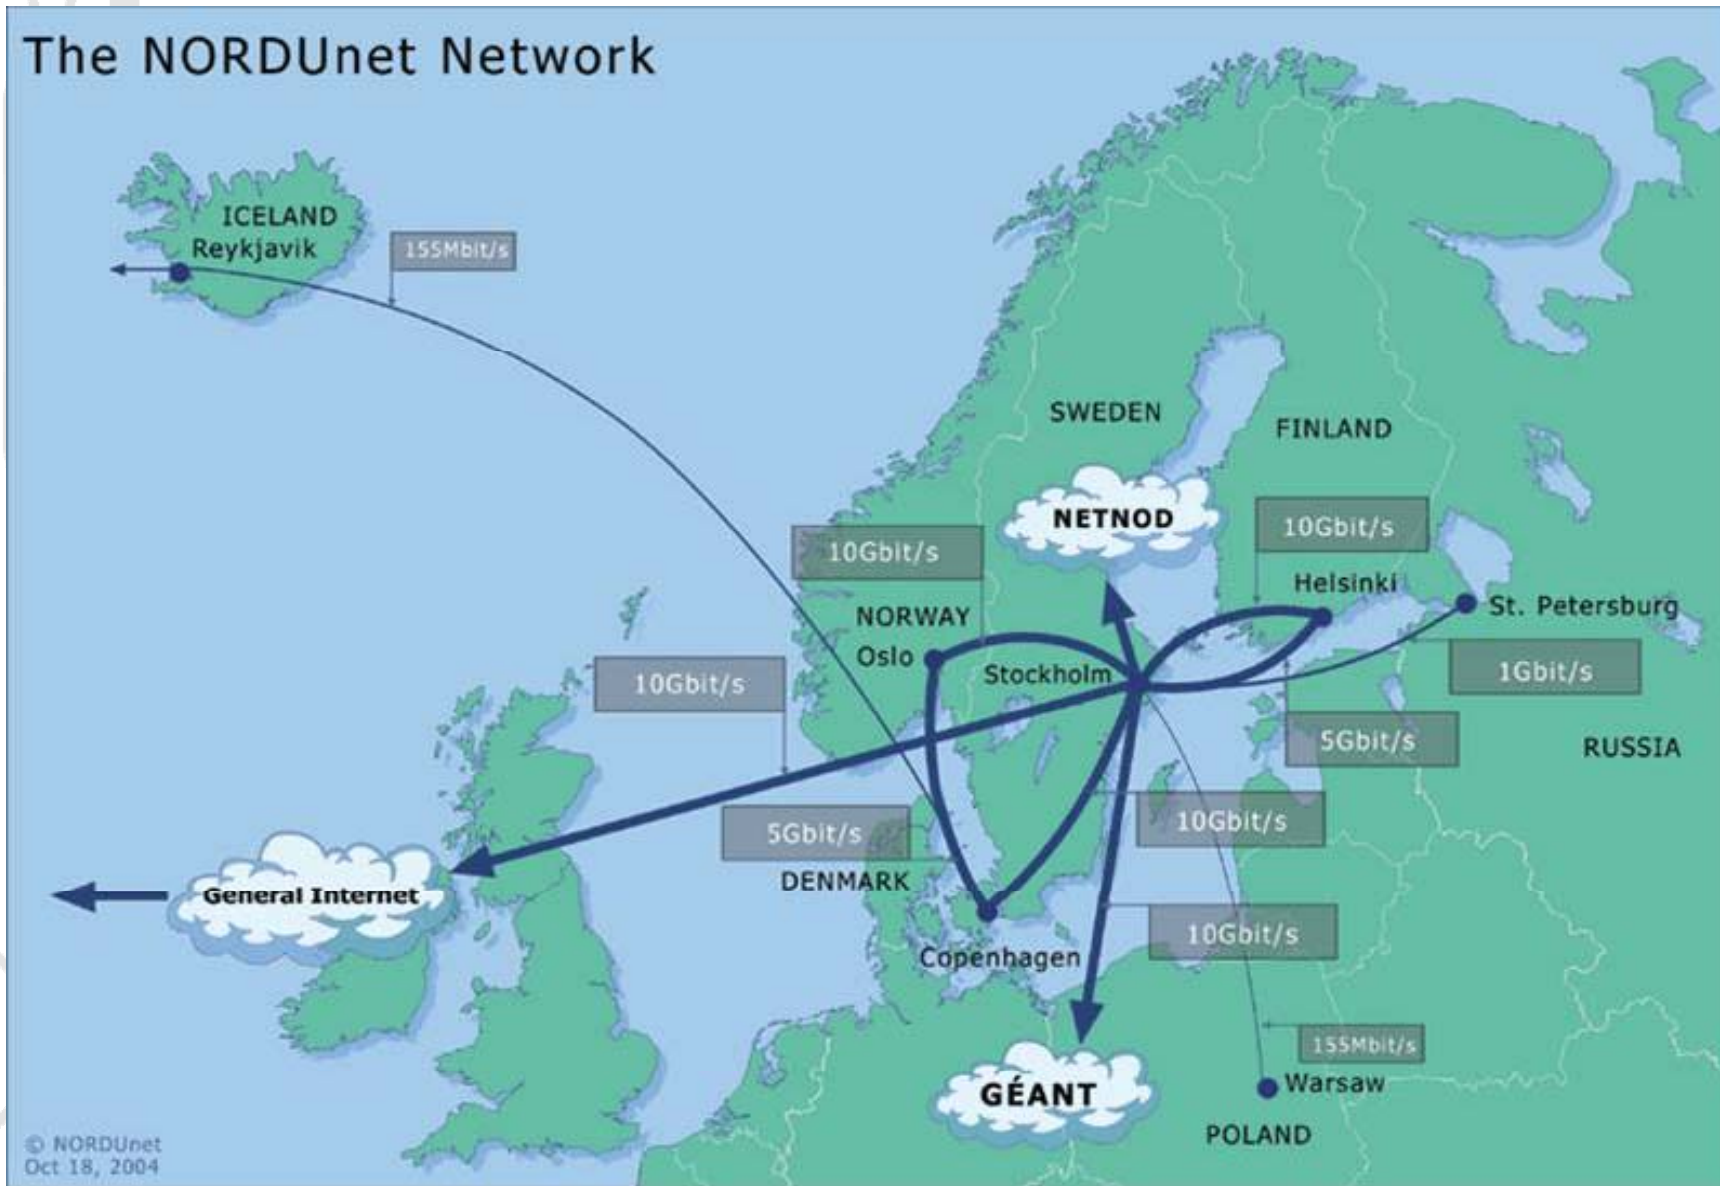 The NORDUnet Network
ICELAND
Reykjavik
155Mbit/s
SWEDEN
FINLAND
NETNOD
10Gbit/s
10Gbit/s
Helsinki
St. Petersburg
NORWAY
Oslo
Stockholm
10Gbit/s
1Gbit/s
5Gbit/s
RUSSIA
5Gbit/s
10Gbit/s
DENMARK
General Internet
10Gbit/s
Copenhagen
155Mbit/s
GÉANT
Warsaw
POLAND
© NORDUnet
Oct 18, 2004